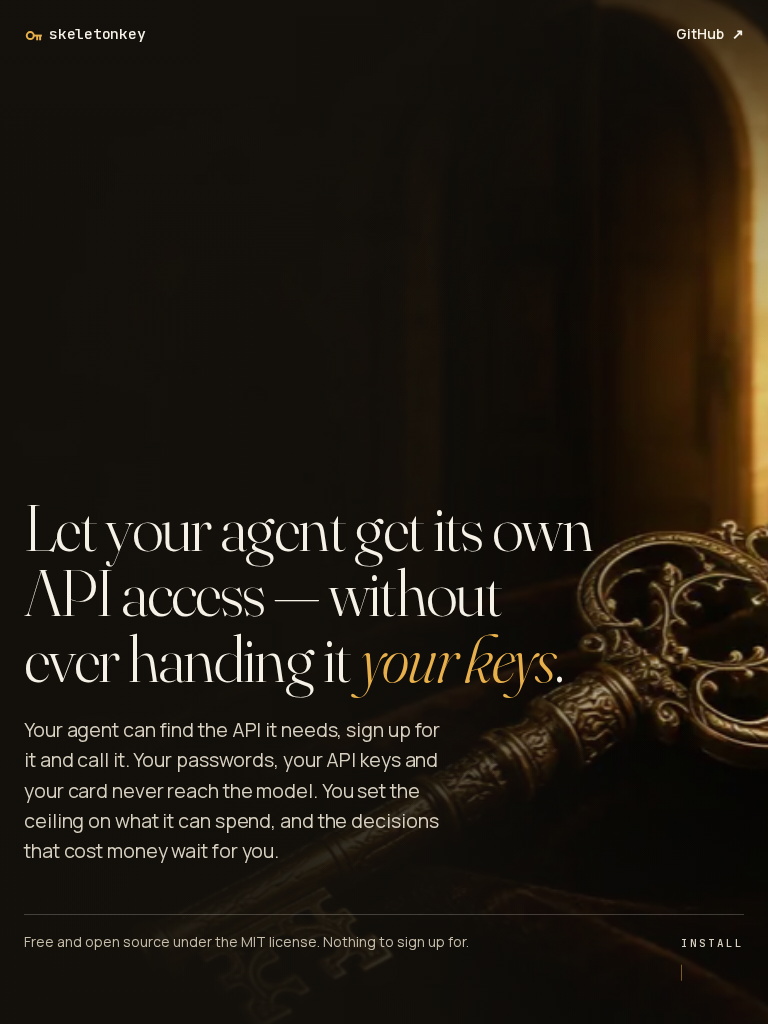 skeletonkey
GitHub ↗
Let your agent get its own
API access — without
ever handing it your keys.
Your agent can find the API it needs, sign up for
it and call it. Your passwords, your API keys and
your card never reach the model. You set the
ceiling on what it can spend, and the decisions
that cost money wait for you.
Free and open source under the MIT license. Nothing to sign up for.
INSTALL